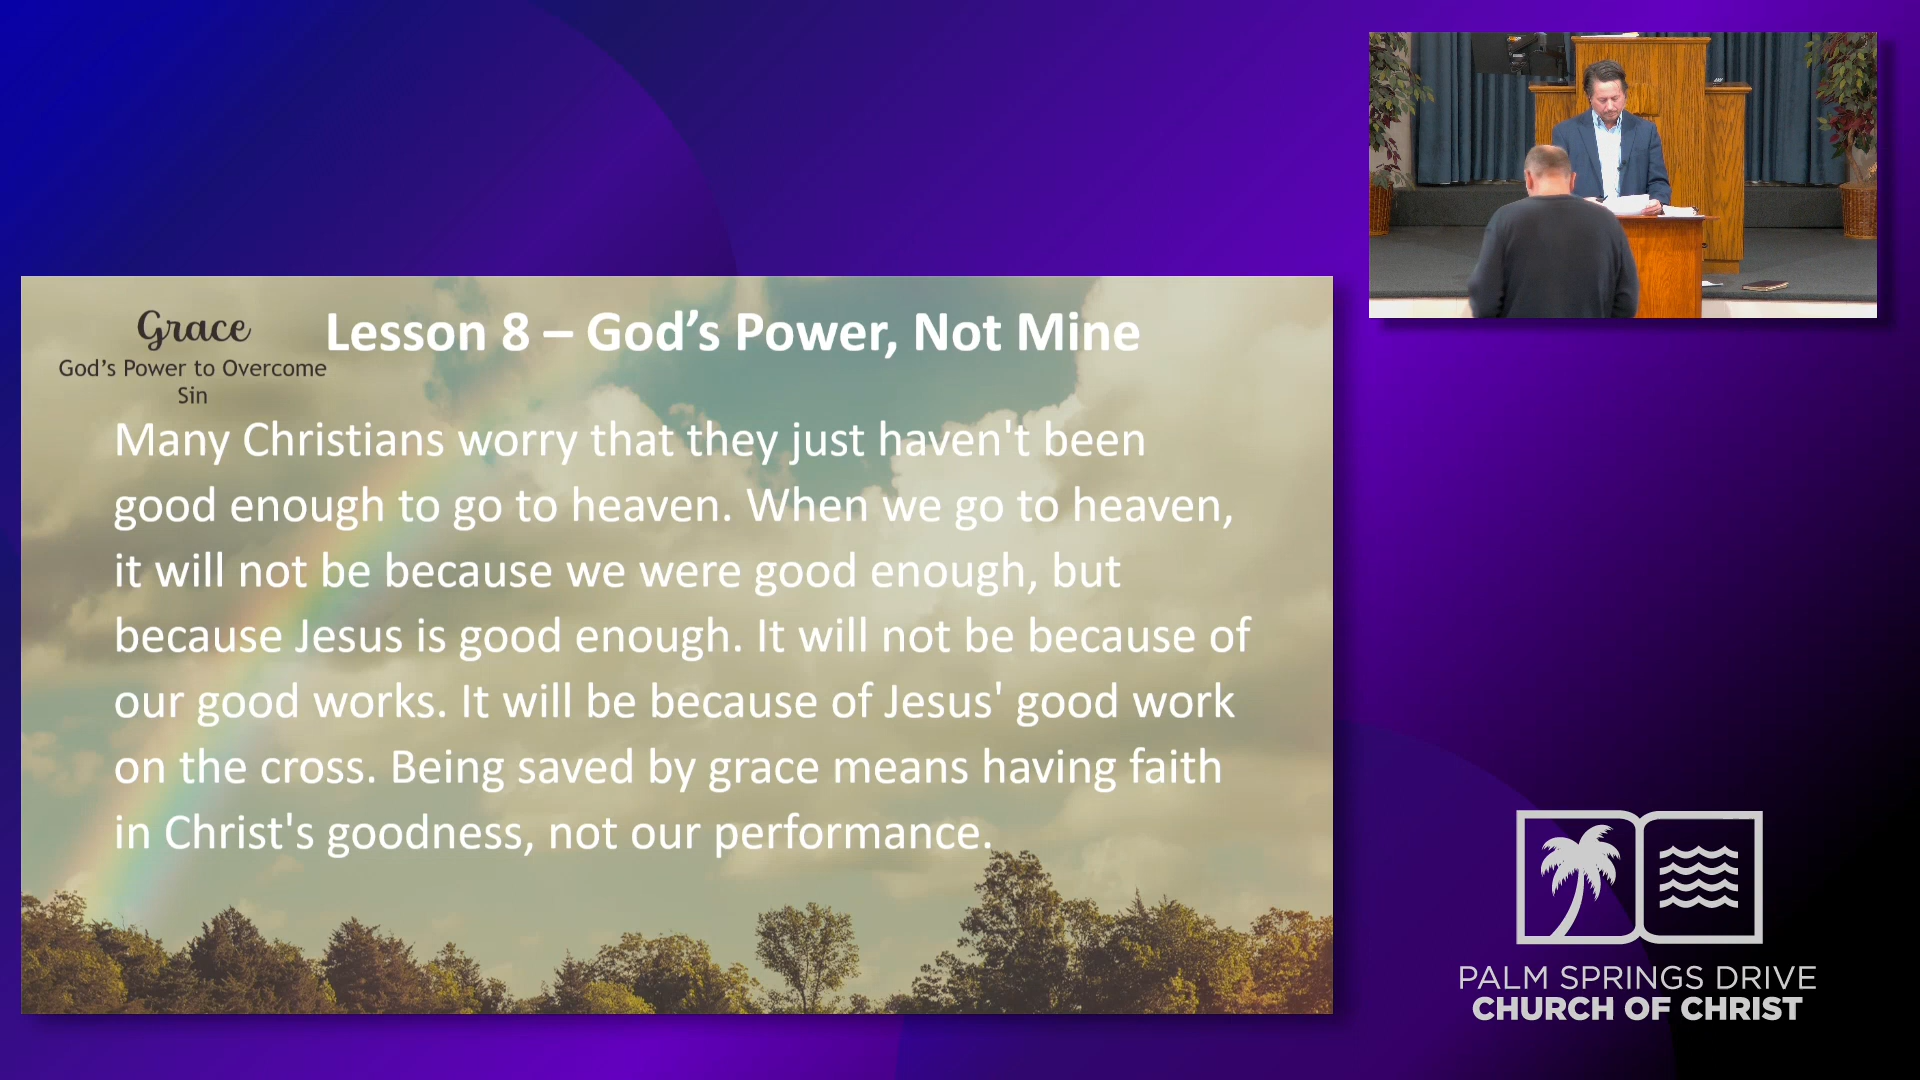 Grace
God's Power to Overcome
Sin
Lesson 8 – God’s Power, Not Mine
Many Christians worry that they just haven't been
good enough to go to heaven. When we go to heaven,
it will not be because we were good enough, but
because Jesus is good enough. It will not be because of
our good works. It will be because of Jesus' good work
on the cross. Being saved by grace means having faith
in Christ's goodness, not our performance.
PALM SPRINGS DRIVE
CHURCH OF CHRIST